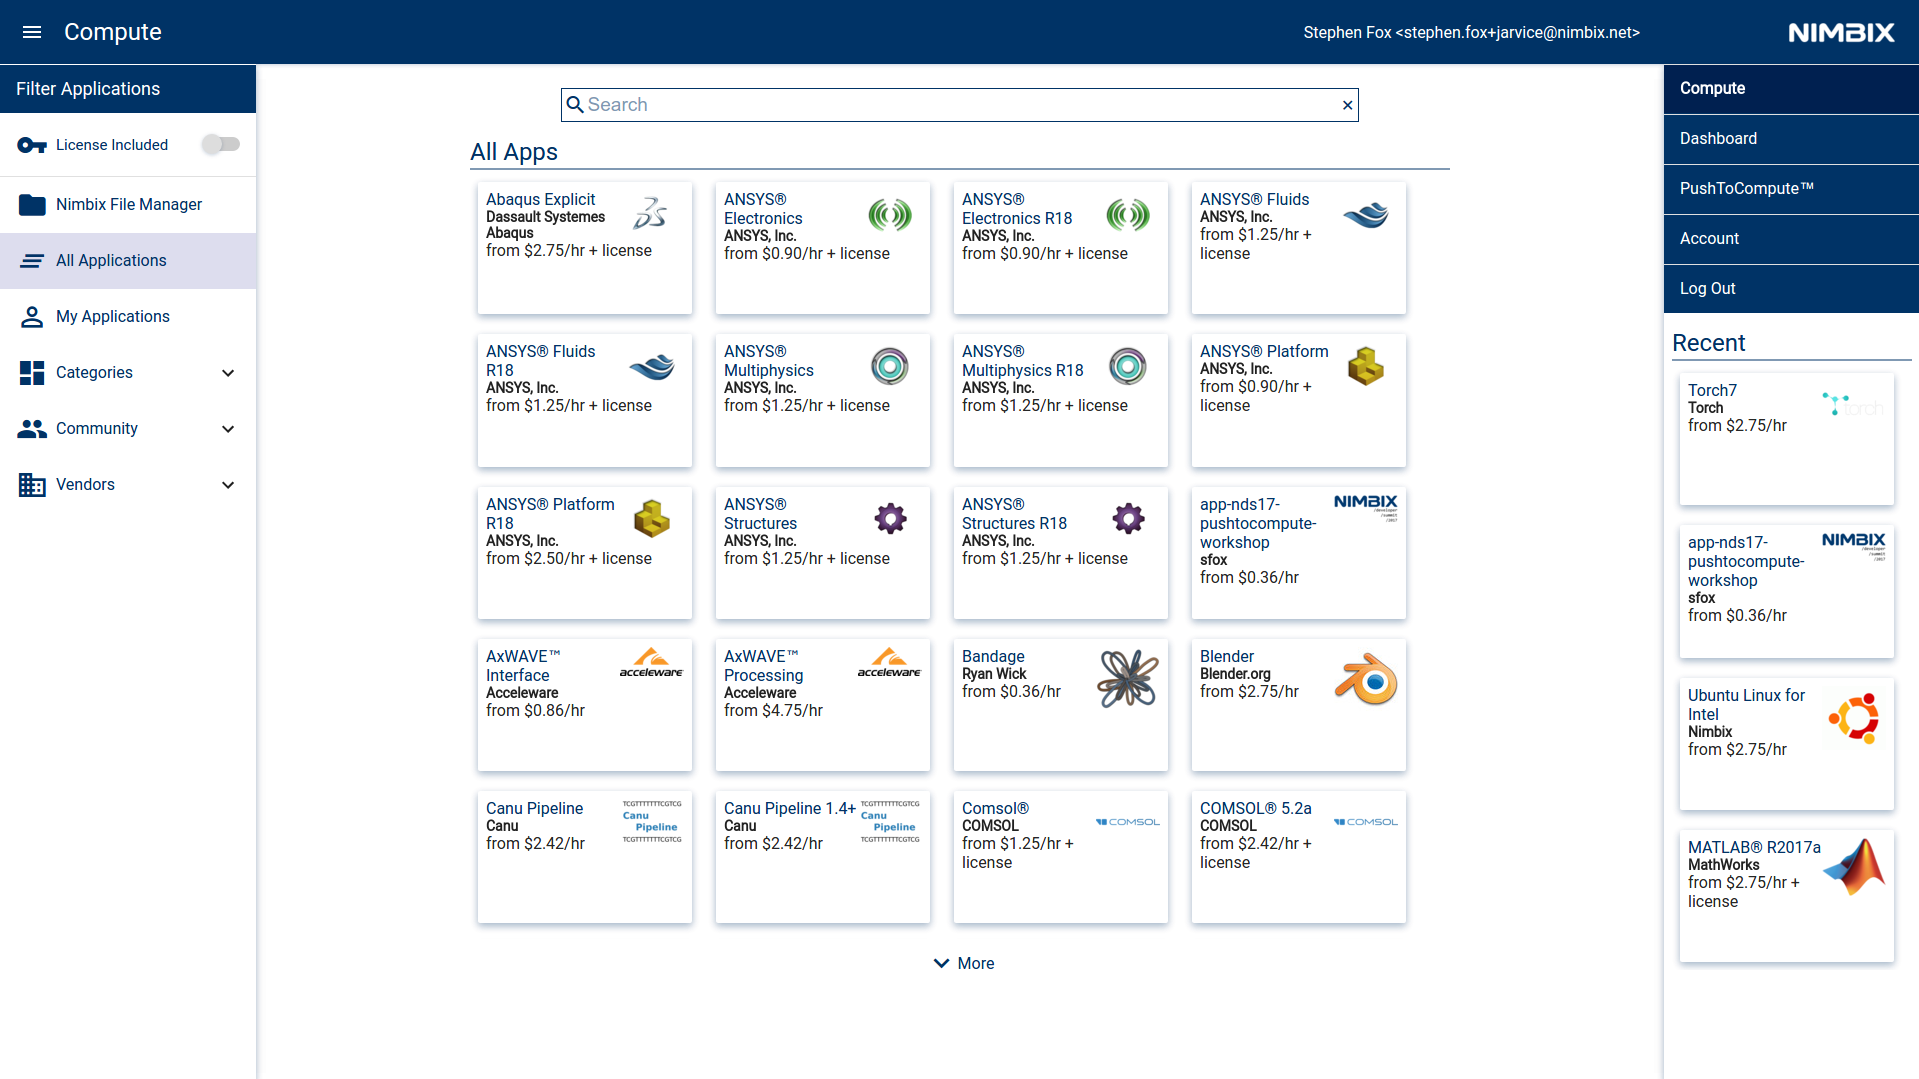 Compute
Stephen Fox <stephen.fox+jarvice@nimbix.net>
NIMBIX
Filter Applications
License Included
Nimbix File Manager
All Applications
My Applications
Categories
Community
Vendors
Search
All Apps
Abaqus Explicit
Dassault Systemes
Abaqus
from $2.75/hr + license
ANSYS®
Electronics
ANSYS, Inc.
from $0.90/hr + license
ANSYS®
Electronics R18
ANSYS, Inc.
from $0.90/hr + license
ANSYS® Fluids
ANSYS, Inc.
from $1.25/hr +
license
ANSYS® Fluids
R18
ANSYS, Inc.
from $1.25/hr + license
ANSYS®
Multiphysics
ANSYS, Inc.
from $1.25/hr + license
ANSYS®
Multiphysics R18
ANSYS, Inc.
from $1.25/hr + license
ANSYS® Platform
ANSYS, Inc.
from $0.90/hr +
license
ANSYS® Platform
R18
ANSYS, Inc.
from $2.50/hr + license
ANSYS®
Structures
ANSYS, Inc.
from $1.25/hr + license
ANSYS®
Structures R18
ANSYS, Inc.
from $1.25/hr + license
app-nds17-
pushtocompute-
workshop
sfox
from $0.36/hr
NIMBIX
/developer
/summit
/2017
AxWAVE™
Interface
Acceleware
from $0.86/hr
acceleware
AxWAVE™
Processing
Acceleware
from $4.75/hr
acceleware
Bandage
Ryan Wick
from $0.36/hr
Blender
Blender.org
from $2.75/hr
Canu Pipeline
Canu
from $2.42/hr
TCGTTTTTTTCGTCG
Canu
Pipeline
TCGTTTTTTTCGTCG
Canu Pipeline 1.4+
Canu
from $2.42/hr
TCGTTTTTTTCGTCG
Canu
Pipeline
TCGTTTTTTTCGTCG
Comsol®
COMSOL
from $1.25/hr +
license
COMSOL
COMSOL® 5.2a
COMSOL
from $2.42/hr +
license
COMSOL
More
Compute
Dashboard
PushToCompute™
Account
Log Out
Recent
Torch7
Torch
from $2.75/hr
torch
app-nds17-
pushtocompute-
workshop
sfox
from $0.36/hr
NIMBIX
/developer
/summit
/2017
Ubuntu Linux for
Intel
Nimbix
from $2.75/hr
MATLAB® R2017a
MathWorks
from $2.75/hr +
license